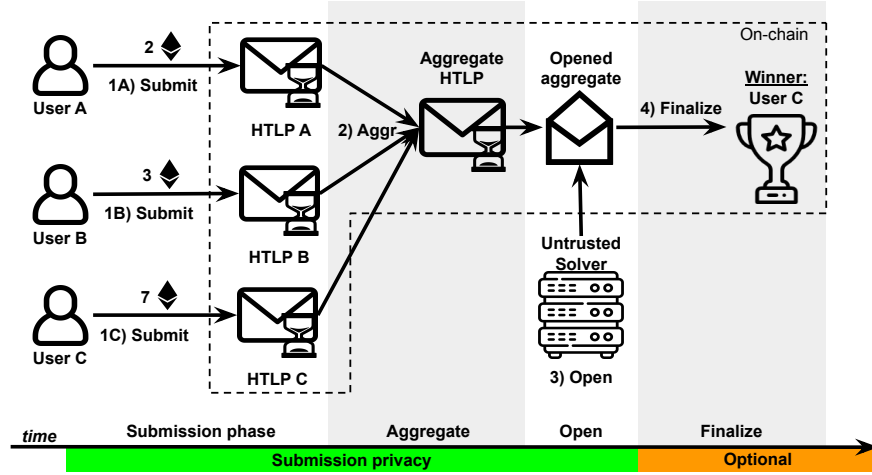 On-chain
2
1A) Submit
User A
HTLP A
Aggregate
HTLP
Opened
aggregate
Winner:
User C
2) Aggr
4) Finalize
3
1B) Submit
User B
HTLP B
Untrusted
Solver
7
1C) Submit
User C
HTLP C
3) Open
time
Submission phase
Aggregate
Open
Finalize
Submission privacy
Optional